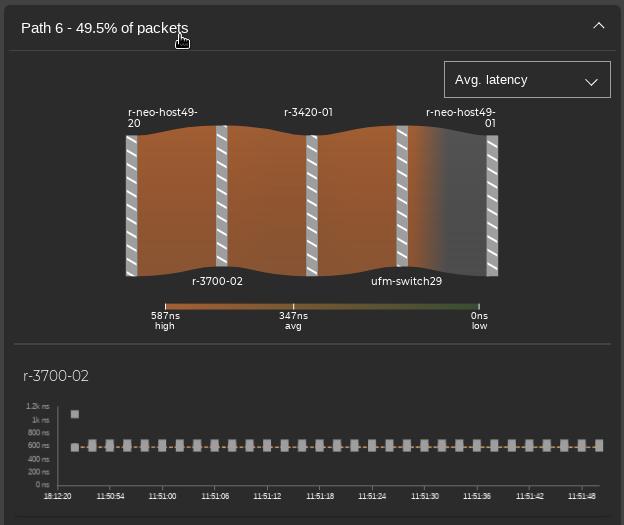 Path 6 - 49.5% of packets
Avg. latency
r-neo-host49-
20
r-3420-01
r-neo-host49-
01
r-3700-02
ufm-switch29
587ns
high
347ns
avg
0ns
low
r-3700-02
1.2k ns
1k ns
800 ns
600 ns
400 ns
200 ns
0 ns
18:12:20 11:50:54 11:51:00 11:51:06 11:51:12 11:51:18 11:51:24 11:51:30 11:51:36 11:51:42 11:51:48